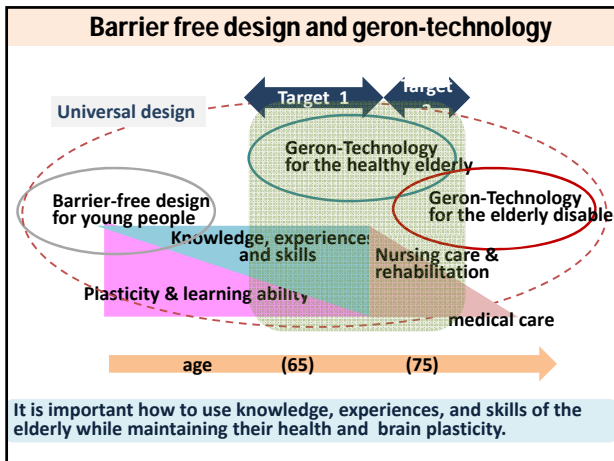 Barrier free design and geron-technology
Target 1
Target
Universal design
Geron-Technology
for the healthy elderly
Barrier-free design
for young people
Geron-Technology
for the elderly disable
Knowledge, experiences
and skills
Nursing care &
rehabilitation
Plasticity & learning ability
medical care
age (65) (75)
It is important how to use knowledge, experiences, and skills of the
elderly while maintaining their health and brain plasticity.